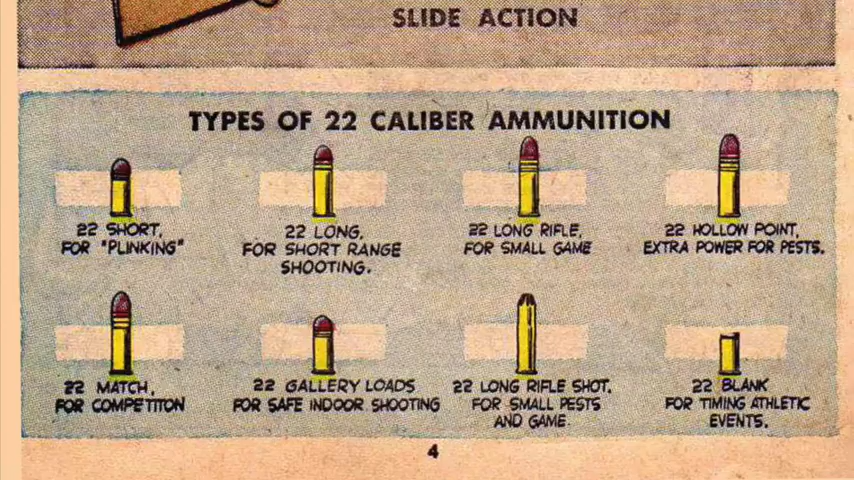 SLIDE ACTION
TYPES OF 22 CALIBER AMMUNITION
22 SHORT,
FOR "PLINKING"
22 LONG,
FOR SHORT RANGE
SHOOTING.
22 LONG RIFLE,
FOR SMALL GAME
22 HOLLOW POINT,
EXTRA POWER FOR PESTS.
22 MATCH,
FOR COMPETITON
22 GALLERY LOADS
FOR SAFE INDOOR SHOOTING
22 LONG RIFLE SHOT,
FOR SMALL PESTS
AND GAME
22 BLANK
FOR TIMING ATHLETIC
EVENTS.
4